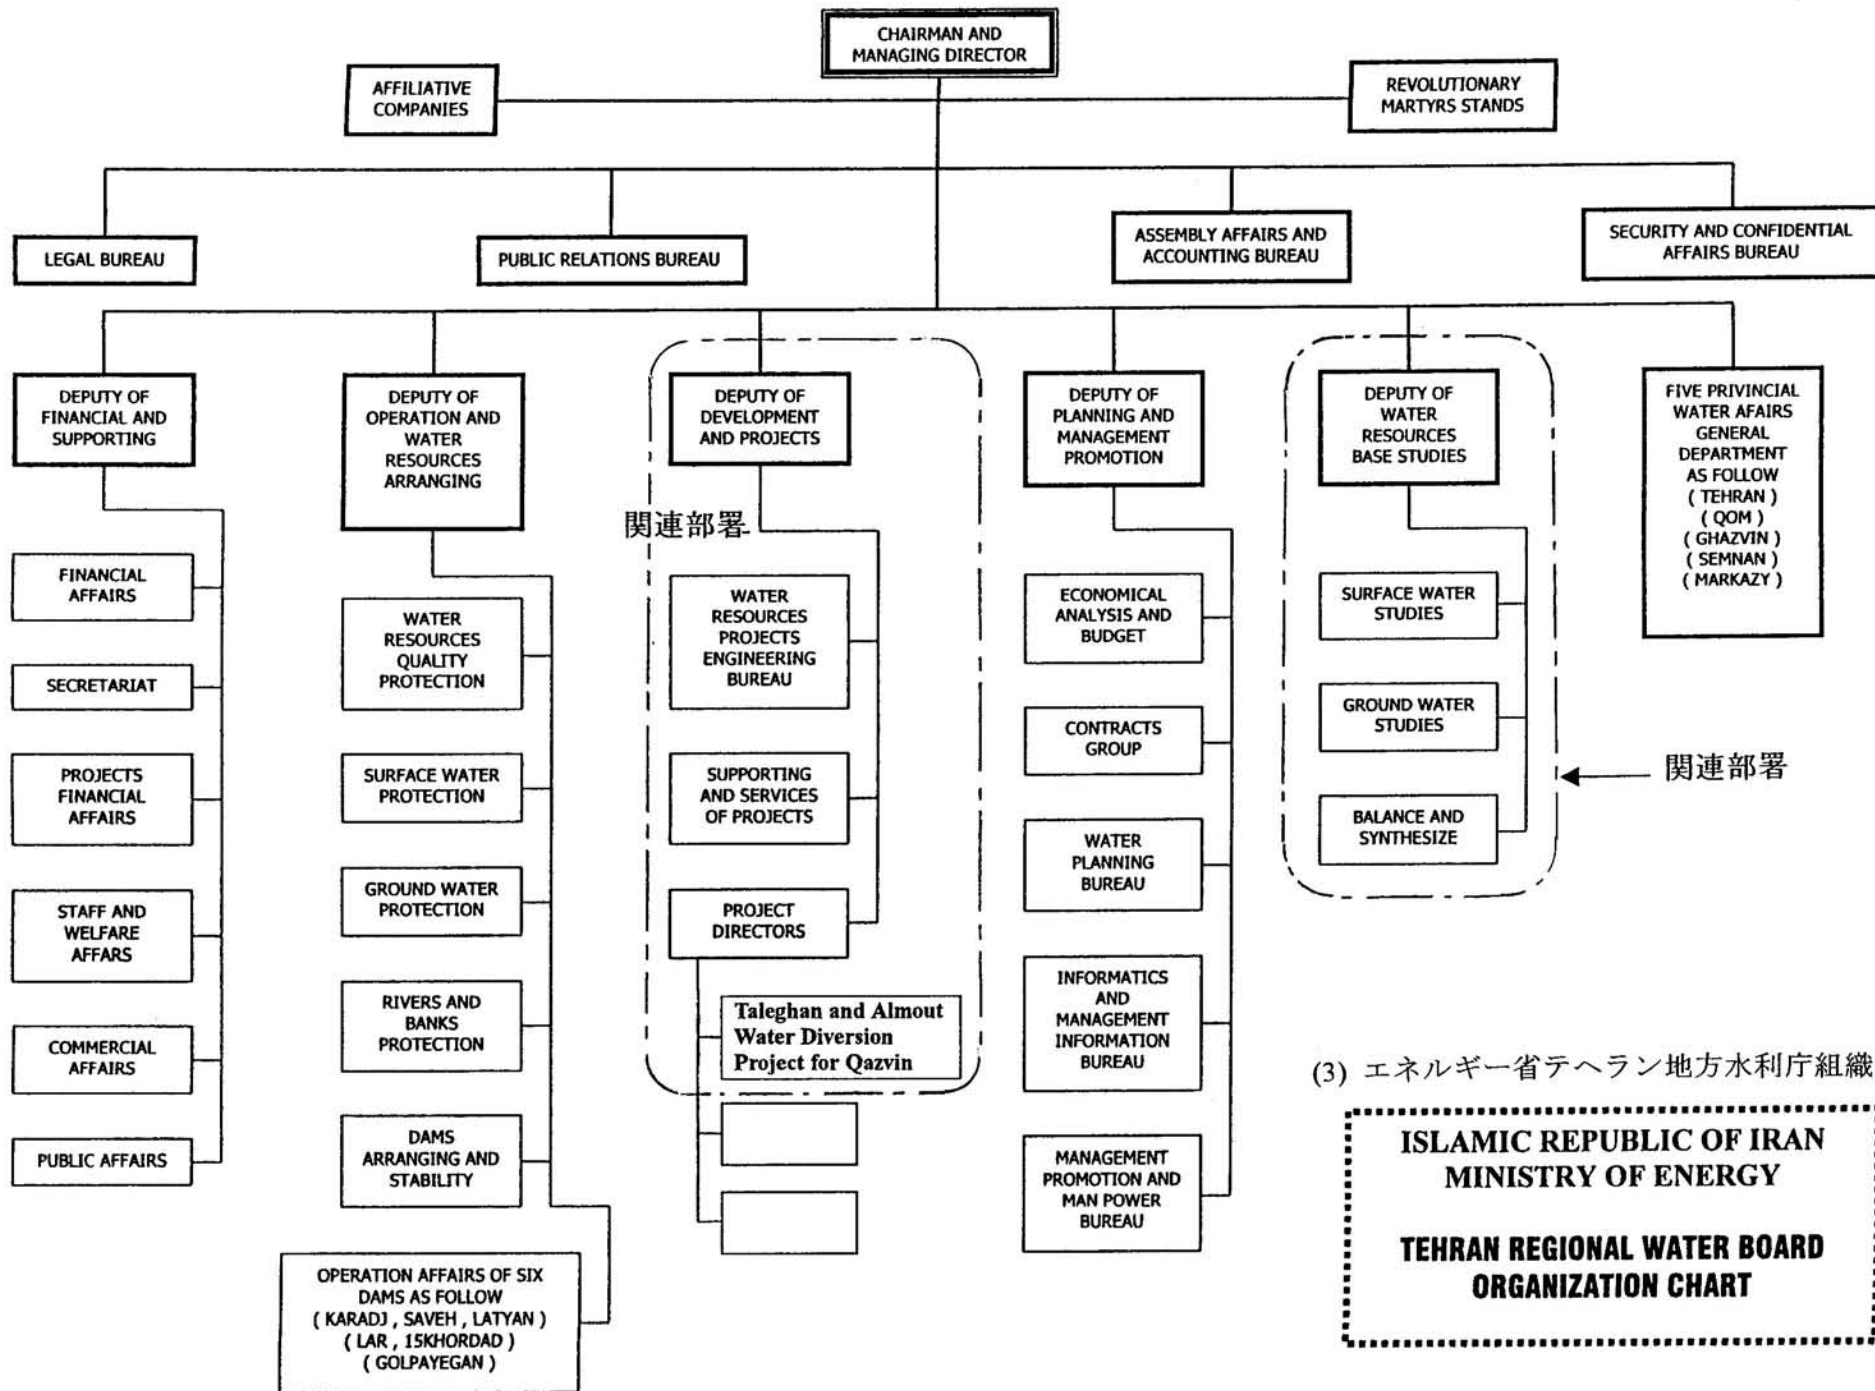 CHAIRMAN AND
MANAGING DIRECTOR
AFFILIATIVE
COMPANIES
REVOLUTIONARY
MARTYRS STANDS
LEGAL BUREAU
PUBLIC RELATIONS BUREAU
ASSEMBLY AFFAIRS AND
ACCOUNTING BUREAU
SECURITY AND CONFIDENTIAL
AFFAIRS BUREAU
DEPUTY OF
FINANCIAL AND
SUPPORTING
FINANCIAL
AFFAIRS
SECRETARIAT
PROJECTS
FINANCIAL
AFFAIRS
STAFF AND
WELFARE
AFFARS
COMMERCIAL
AFFAIRS
PUBLIC AFFAIRS
DEPUTY OF
OPERATION AND
WATER
RESOURCES
ARRANGING
WATER
RESOURCES
QUALITY
PROTECTION
SURFACE WATER
PROTECTION
GROUND WATER
PROTECTION
RIVERS AND
BANKS
PROTECTION
DAMS
ARRANGING AND
STABILITY
OPERATION AFFAIRS OF SIX
DAMS AS FOLLOW
( KARADJ , SAVEH , LATYAN )
( LAR , 15KHORDAD )
( GOLPAYEGAN )
DEPUTY OF
DEVELOPMENT
AND PROJECTS
関連部署
WATER
RESOURCES
PROJECTS
ENGINEERING
BUREAU
SUPPORTING
AND SERVICES
OF PROJECTS
PROJECT
DIRECTORS
Taleghan and Almout
Water Diversion
Project for Qazvin
DEPUTY OF
PLANNING AND
MANAGEMENT
PROMOTION
ECONOMICAL
ANALYSIS AND
BUDGET
CONTRACTS
GROUP
WATER
PLANNING
BUREAU
INFORMATICS
AND
MANAGEMENT
INFORMATION
BUREAU
MANAGEMENT
PROMOTION AND
MAN POWER
BUREAU
DEPUTY OF
WATER
RESOURCES
BASE STUDIES
SURFACE WATER
STUDIES
GROUND WATER
STUDIES
BALANCE AND
SYNTHESIZE
関連部署
FIVE PRIVINCIAL
WATER AFAIRS
GENERAL
DEPARTMENT
AS FOLLOW
( TEHRAN )
( QOM )
( GHAZVIN )
( SEMNAN )
( MARKAZY )
(3) エネルギー省テヘラン地方水利庁組織
ISLAMIC REPUBLIC OF IRAN
MINISTRY OF ENERGY
TEHRAN REGIONAL WATER BOARD
ORGANIZATION CHART